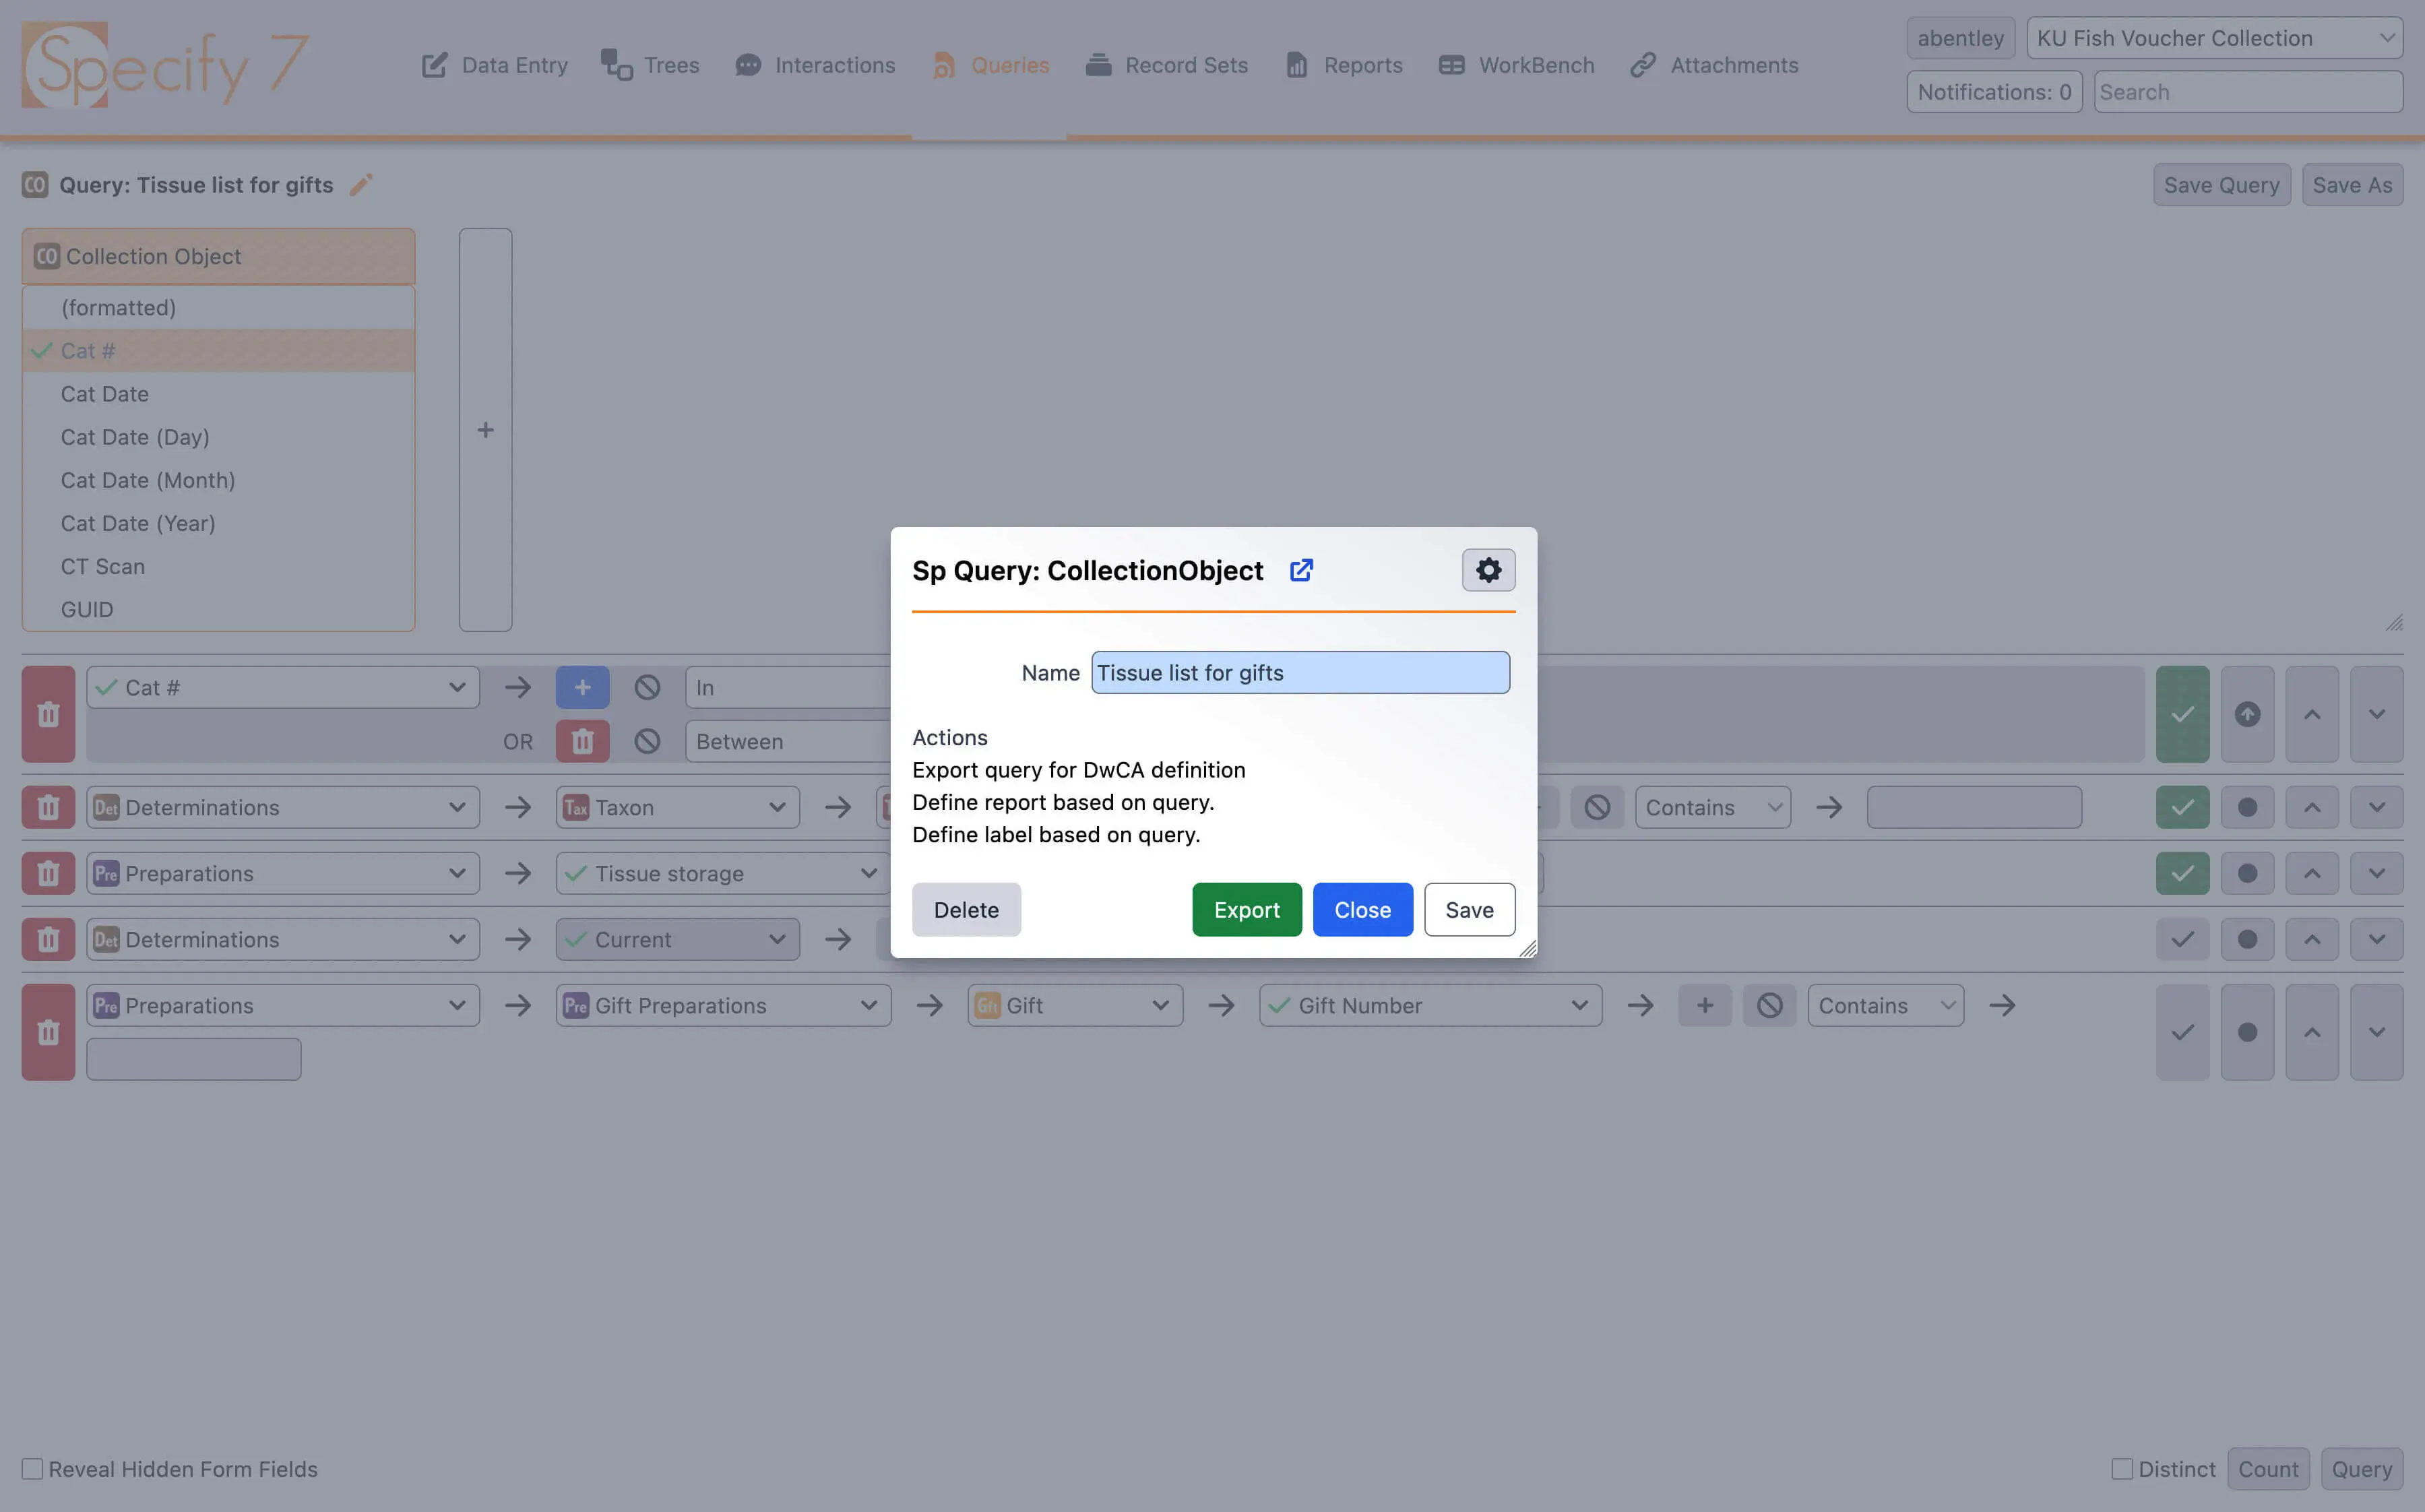 Specify 7
Data Entry
Trees
Interactions
Queries
Record Sets
Reports
WorkBench
Attachments
abentley
KU Fish Voucher Collection
Notifications: 0
Search
CO Query: Tissue list for gifts
Save Query
Save As
CO Collection Object
(formatted)
Cat #
Cat Date
Cat Date (Day)
Cat Date (Month)
Cat Date (Year)
CT Scan
GUID
+
Sp Query: CollectionObject
Name Tissue list for gifts
Actions
Export query for DwCA definition
Define report based on query.
Define label based on query.
Delete
Export
Close
Save
Cat # + In
OR Between
Det Determinations Tax Taxon Contains
Pre Preparations Tissue storage
Det Determinations Current
Pre Preparations Pre Gift Preparations Gift Gift Number + Contains
Reveal Hidden Form Fields
Distinct
Count
Query